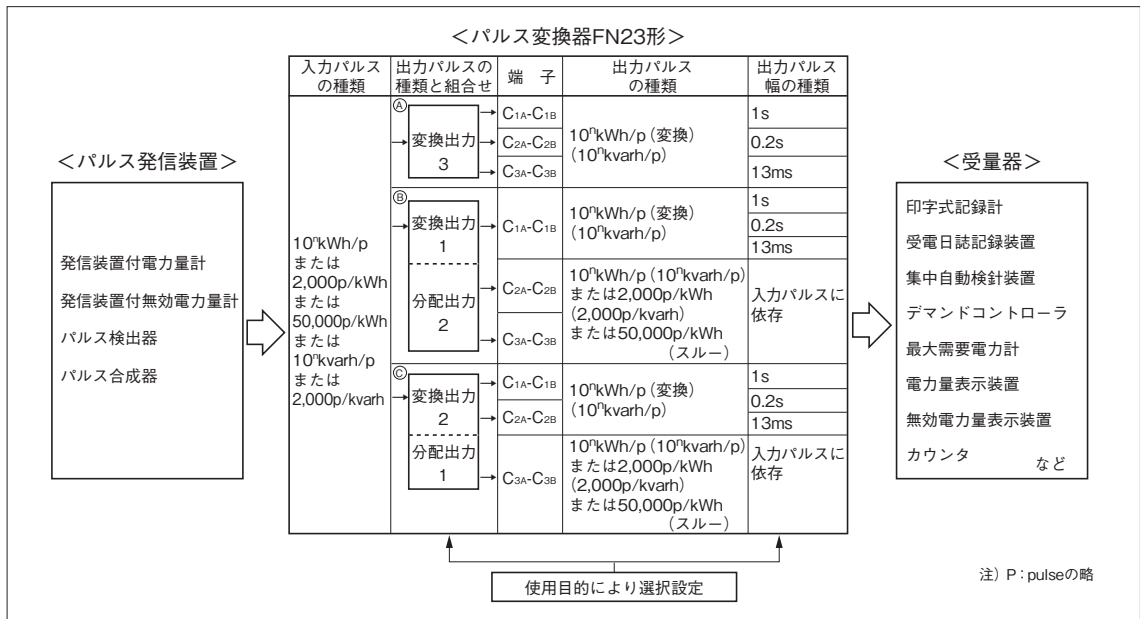 ＜パルス変換器FN23形＞
入力パルス
の種類
出力パルスの
種類と組合せ
端　子
出力パルス
の種類
出力パルス
幅の種類
＜パルス発信装置＞
発信装置付電力量計
発信装置付無効電力量計
パルス検出器
パルス合成器
10ⁿkWh/p
または
2,000p/kWh
または
50,000p/kWh
または
10ⁿkvarh/p
または
2,000p/kvarh
Ⓐ
変換出力
3
C1A-C1B
C2A-C2B
C3A-C3B
10ⁿkWh/p（変換）
(10ⁿkvarh/p)
1s
0.2s
13ms
Ⓑ
変換出力
1
分配出力
2
C1A-C1B
C2A-C2B
C3A-C3B
10ⁿkWh/p（変換）
(10ⁿkvarh/p)
1s
0.2s
13ms
10ⁿkWh/p (10ⁿkvarh/p)
または2,000p/kWh
(2,000p/kvarh)
または50,000p/kWh
（スルー）
入力パルスに
依存
Ⓒ
変換出力
2
分配出力
1
C1A-C1B
C2A-C2B
C3A-C3B
10ⁿkWh/p（変換）
(10ⁿkvarh/p)
1s
0.2s
13ms
10ⁿkWh/p (10ⁿkvarh/p)
または2,000p/kWh
(2,000p/kvarh)
または50,000p/kWh
（スルー）
入力パルスに
依存
＜受量器＞
印字式記録計
受電日誌記録装置
集中自動検針装置
デマンドコントローラ
最大需要電力計
電力量表示装置
無効電力量表示装置
カウンタ　など
使用目的により選択設定
注）P：pulseの略